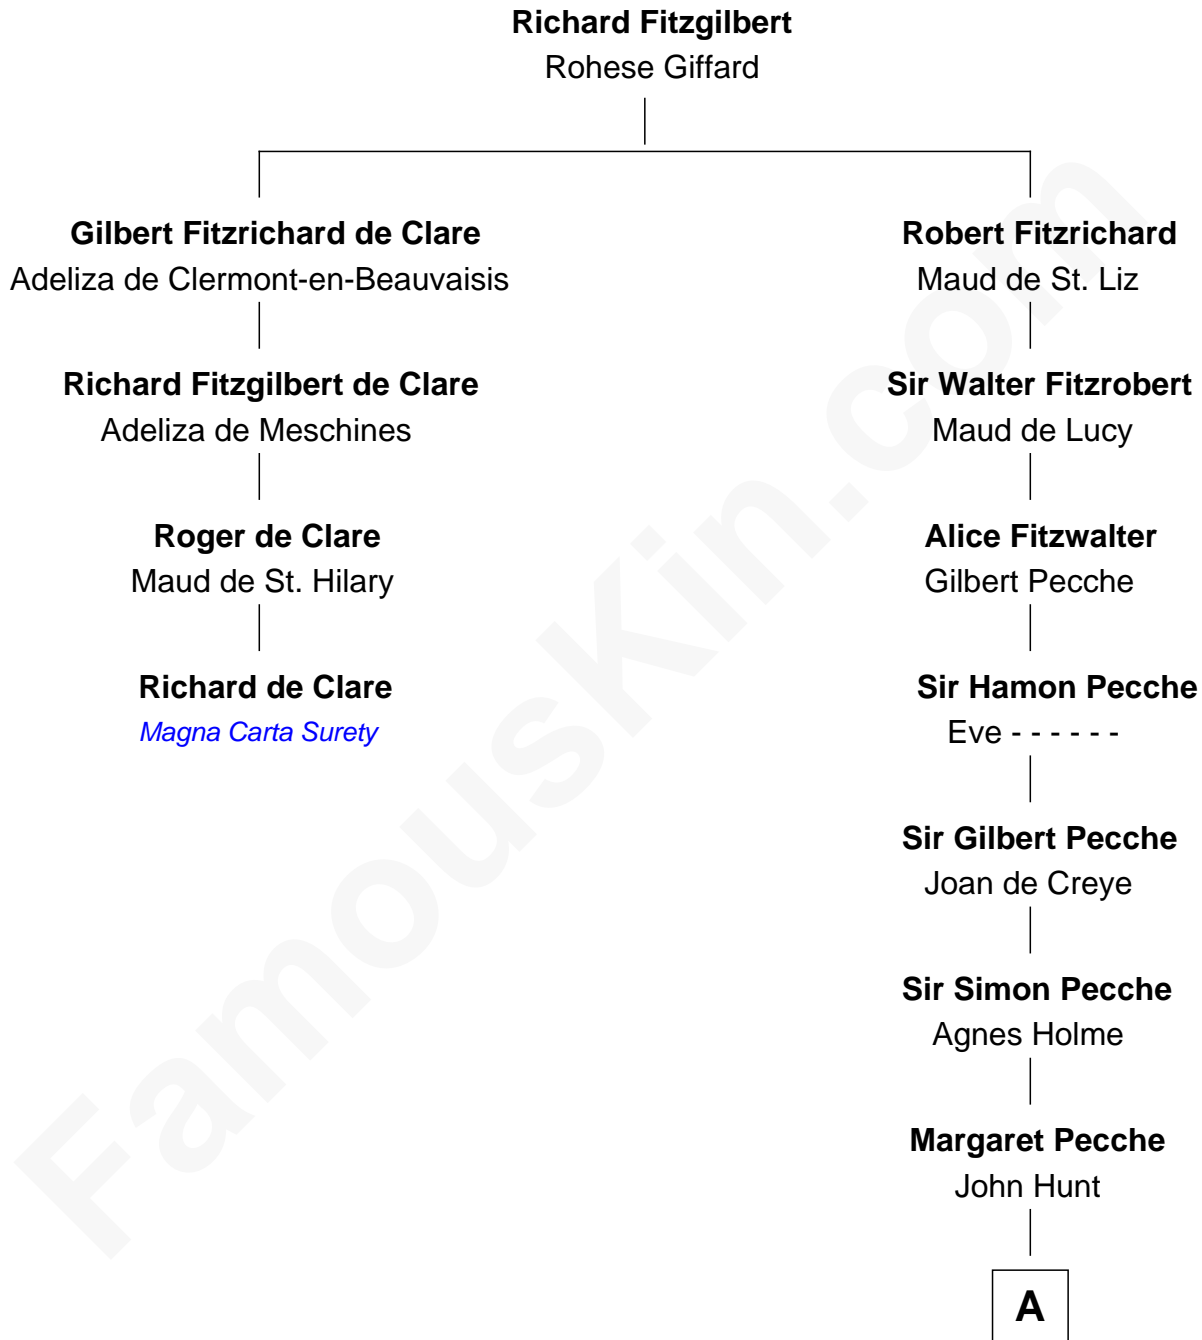 Richard Fitzgilbert
Rohese Giffard
Gilbert Fitzrichard de Clare
Adeliza de Clermont-en-Beauvaisis
Robert Fitzrichard
Maud de St. Liz
Richard Fitzgilbert de Clare
Adeliza de Meschines
Sir Walter Fitzrobert
Maud de Lucy
Roger de Clare
Maud de St. Hilary
Alice Fitzwalter
Gilbert Pecche
Richard de Clare
Magna Carta Surety
Sir Hamon Pecche
Eve - - - - - -
Sir Gilbert Pecche
Joan de Creye
Sir Simon Pecche
Agnes Holme
Margaret Pecche
John Hunt
A
FamousKin.com